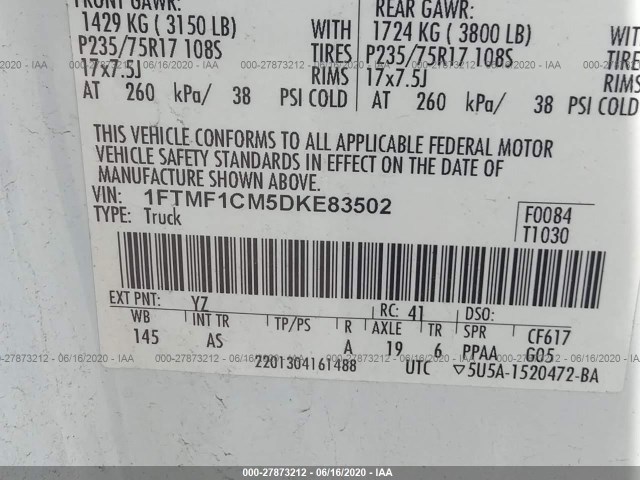 FRONT GAWR:
REAR GAWR:
1429 KG ( 3150 LB) WITH 1724 KG ( 3800 LB)
P235/75R17 108S TIRES P235/75R17 108S
17x7.5J RIMS 17x7.5J
AT 260 kPa/ 38 PSI COLD AT 260 kPa/ 38 PSI COLD
THIS VEHICLE CONFORMS TO ALL APPLICABLE FEDERAL MOTOR
VEHICLE SAFETY STANDARDS IN EFFECT ON THE DATE OF
MANUFACTURE SHOWN ABOVE.
VIN: 1FTMF1CM5DKE83502
TYPE: Truck
F0084
T1030
EXT PNT: YZ RC: 41 DSO:
WB INT TR TP/PS R AXLE TR SPR CF617
145 AS A 19 6 PPAA G05
2201304161488 UTC ▽5U5A-1520472-BA
000-27873212 - 06/16/2020 - IAA